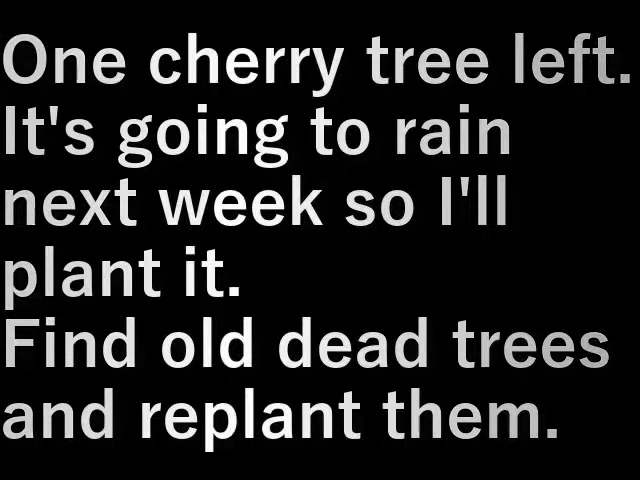 One cherry tree left.
It's going to rain
next week so I'll
plant it.
Find old dead trees
and replant them.